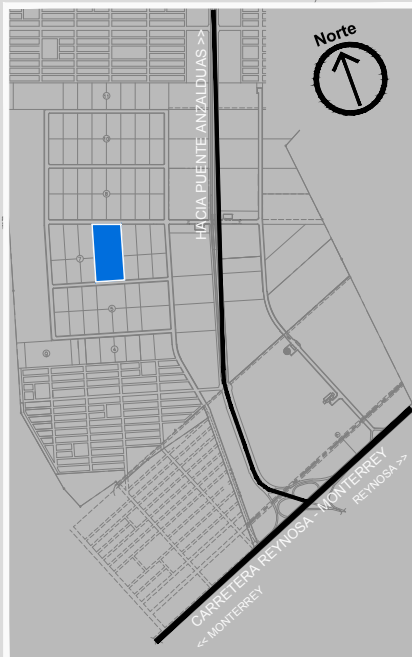 Norte
HACIA PUENTE ANZALDUAS >>
CARRETERA REYNOSA - MONTERREY
REYNOSA >>
<< MONTERREY